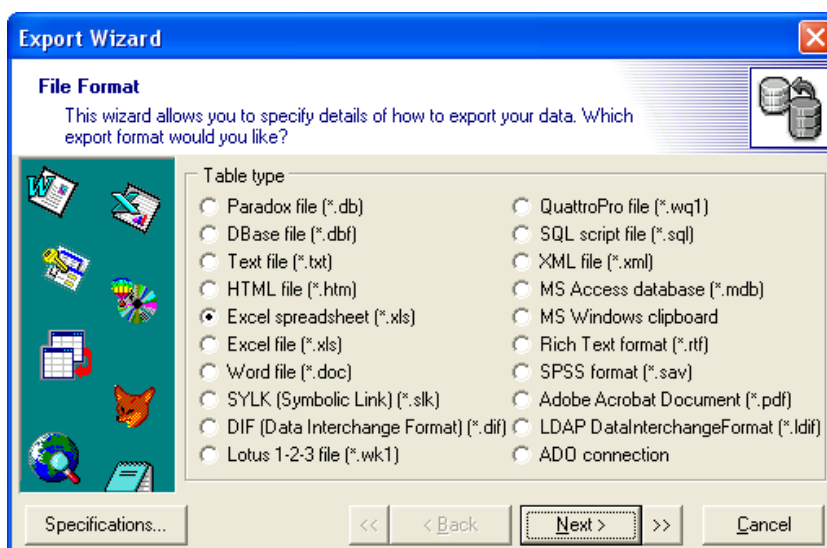 Export Wizard
File Format
This wizard allows you to specify details of how to export your data. Which
export format would you like?
Table type
Paradox file (*.db)
DBase file (*.dbf)
Text file (*.txt)
HTML file (*.htm)
Excel spreadsheet (*.xls)
Excel file (*.xls)
Word file (*.doc)
SYLK (Symbolic Link) (*.slk)
DIF (Data Interchange Format) (*.dif)
Lotus 1-2-3 file (*.wk1)
QuattroPro file (*.wq1)
SQL script file (*.sql)
XML file (*.xml)
MS Access database (*.mdb)
MS Windows clipboard
Rich Text format (*.rtf)
SPSS format (*.sav)
Adobe Acrobat Document (*.pdf)
LDAP DataInterchangeFormat (*.ldif)
ADO connection
Specifications...
<<
< Back
Next >
>>
Cancel